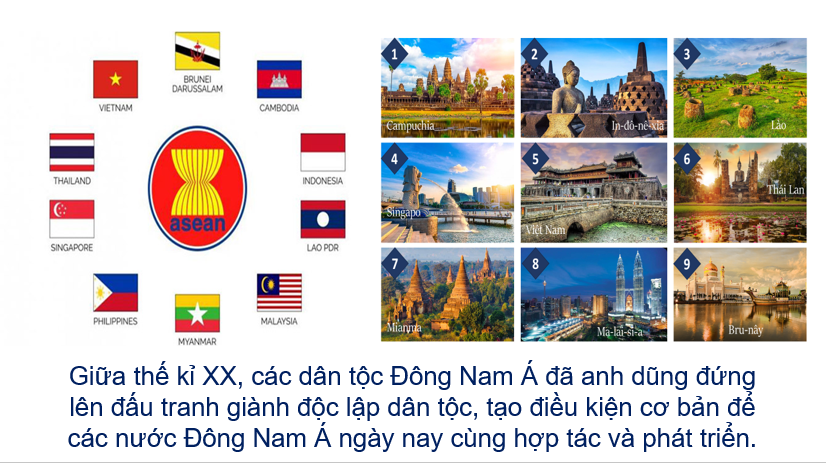 BRUNEI
DARUSSALAM
VIETNAM
CAMBODIA
THAILAND
INDONESIA
asean
SINGAPORE
LAO PDR
PHILIPPINES
MALAYSIA
MYANMAR
1
Campuchia
2
In-đô-nê-xia
3
Lào
4
Singapo
5
Việt Nam
6
Thái Lan
7
Mianma
8
Ma-lai-si-a
9
Bru-nây
Giữa thế kỉ XX, các dân tộc Đông Nam Á đã anh dũng đứng
lên đấu tranh giành độc lập dân tộc, tạo điều kiện cơ bản để
các nước Đông Nam Á ngày nay cùng hợp tác và phát triển.